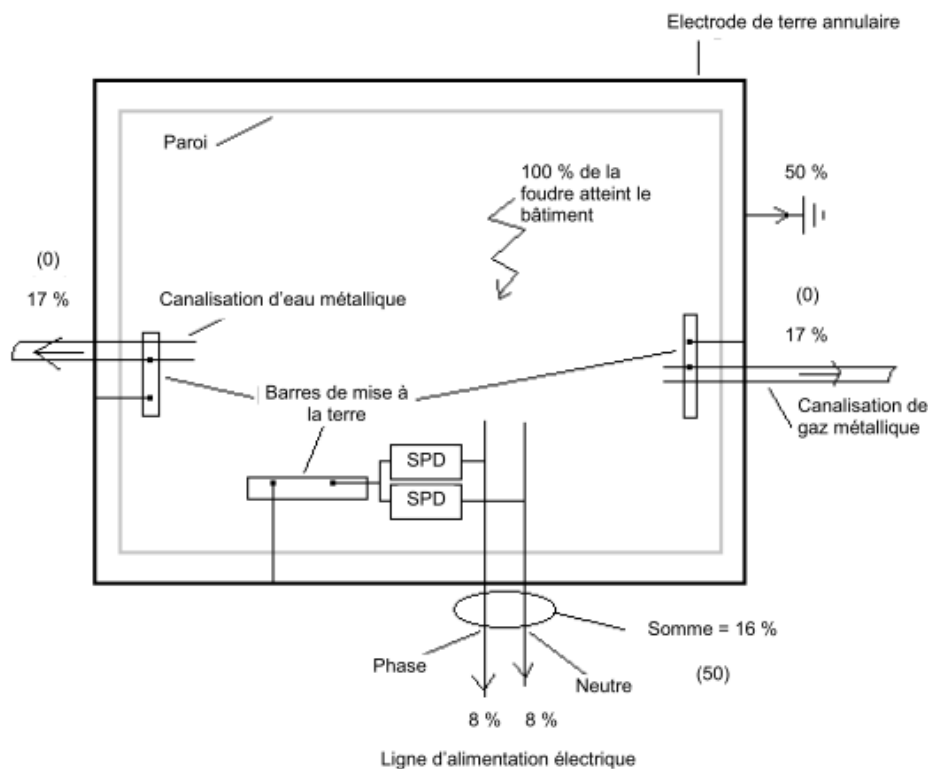 Electrode de terre annulaire
Paroi
100 % de la
foudre atteint le
bâtiment
50 %
(0)
17 %
Canalisation d'eau métallique
(0)
17 %
Barres de mise à
la terre
Canalisation de
gaz métallique
SPD
SPD
Somme = 16 %
(50)
Phase
Neutre
8 % 8 %
Ligne d'alimentation électrique